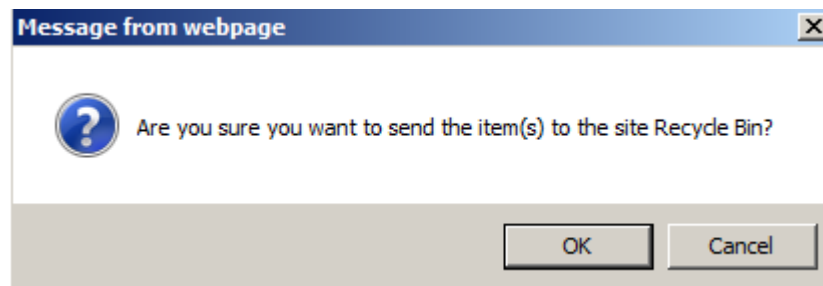 Message from webpage
Are you sure you want to send the item(s) to the site Recycle Bin?
OK Cancel